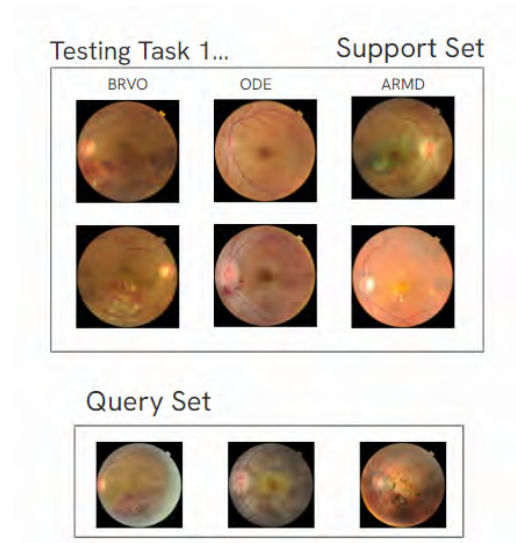 Testing Task 1...
Support Set
BRVO
ODE
ARMD
Query Set